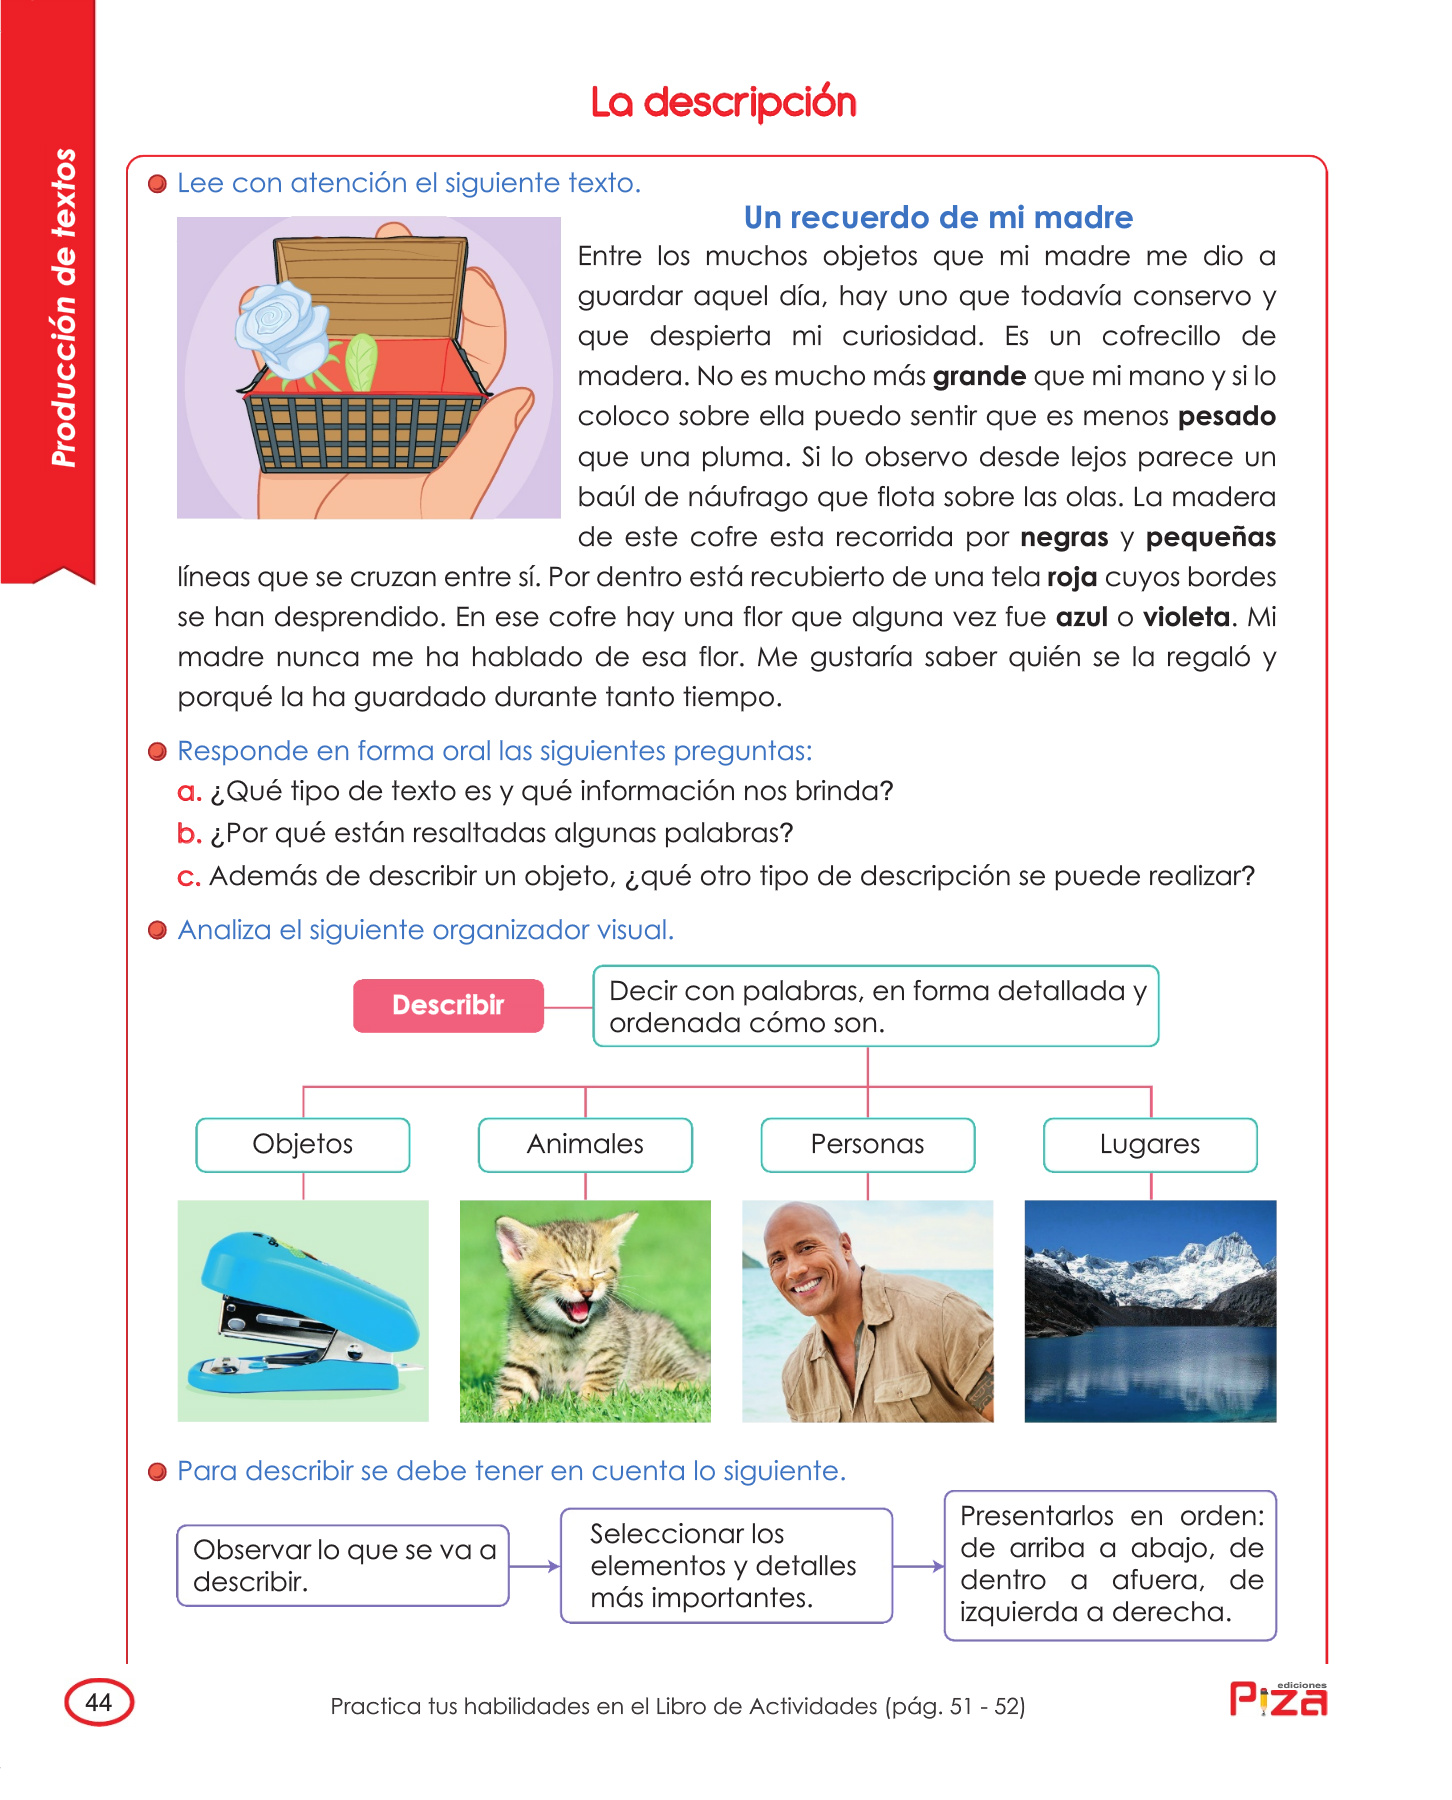 La descripción
Producción de textos
Lee con atención el siguiente texto.
Un recuerdo de mi madre
Entre los muchos objetos que mi madre me dio a
guardar aquel día, hay uno que todavía conservo y
que despierta mi curiosidad. Es un cofrecillo de
madera. No es mucho más grande que mi mano y si lo
coloco sobre ella puedo sentir que es menos pesado
que una pluma. Si lo observo desde lejos parece un
baúl de náufrago que flota sobre las olas. La madera
de este cofre esta recorrida por negras y pequeñas
líneas que se cruzan entre sí. Por dentro está recubierto de una tela roja cuyos bordes
se han desprendido. En ese cofre hay una flor que alguna vez fue azul o violeta. Mi
madre nunca me ha hablado de esa flor. Me gustaría saber quién se la regaló y
porqué la ha guardado durante tanto tiempo.
Responde en forma oral las siguientes preguntas:
a. ¿Qué tipo de texto es y qué información nos brinda?
b. ¿Por qué están resaltadas algunas palabras?
c. Además de describir un objeto, ¿qué otro tipo de descripción se puede realizar?
Analiza el siguiente organizador visual.
Describir
Decir con palabras, en forma detallada y
ordenada cómo son.
Objetos
Animales
Personas
Lugares
Para describir se debe tener en cuenta lo siguiente.
Observar lo que se va a
describir.
Seleccionar los
elementos y detalles
más importantes.
Presentarlos en orden:
de arriba a abajo, de
dentro a afuera, de
izquierda a derecha.
44
Practica tus habilidades en el Libro de Actividades (pág. 51 - 52)
ediciones
Piza